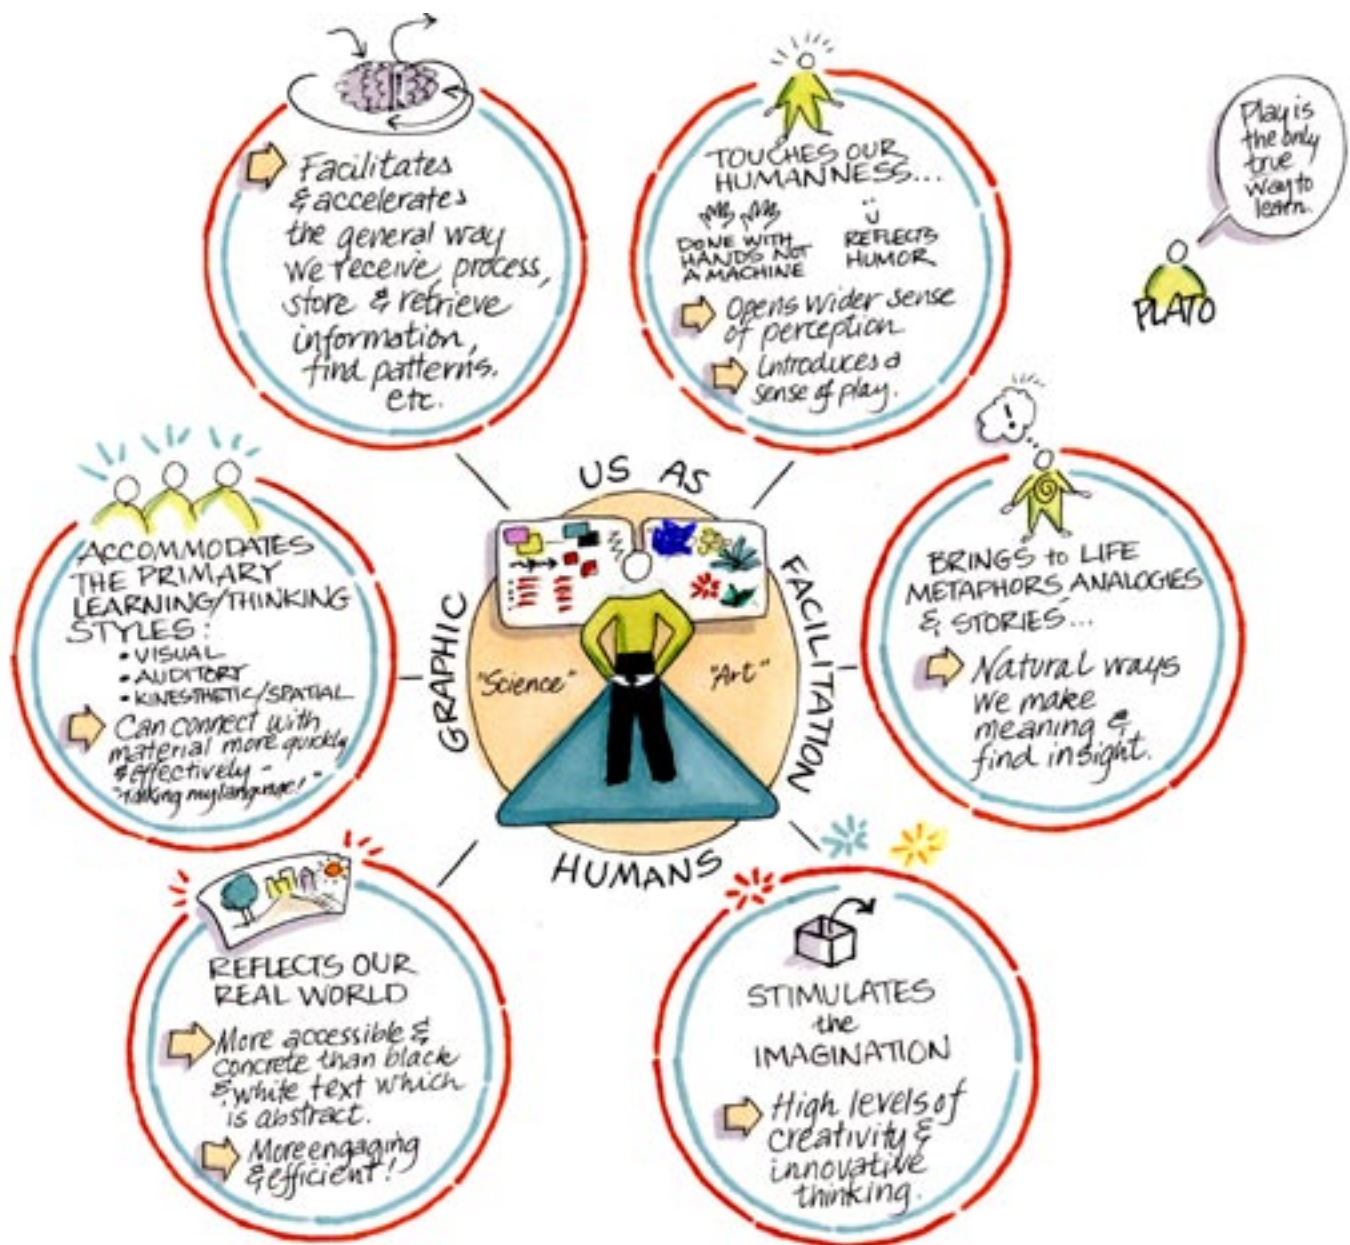 Facilitates
& accelerates
the general way
we receive, process,
store & retrieve
information,
find patterns,
etc.
TOUCHES OUR
HUMANNESS...
DONE WITH
HANDS NOT
A MACHINE
REFLECTS
HUMOR
Opens wider sense
of perception
Introduces a
sense of play.
Play is
the only
true
way to
learn.
PLATO
ACCOMMODATES
THE PRIMARY
LEARNING/THINKING
STYLES:
• VISUAL
• AUDITORY
• KINESTHETIC/SPATIAL
Can connect with
material more quickly
& effectively -
"Talking my language!"
GRAPHIC
FACILITATION
US AS
HUMANS
"Science"
"Art"
!
BRINGS to LIFE
METAPHORS, ANALOGIES
& STORIES...
Natural ways
we make
meaning &
find insight.
REFLECTS OUR
REAL WORLD
More accessible &
concrete than black
& white text which
is abstract.
More engaging
& efficient!
STIMULATES
the
IMAGINATION
High levels of
creativity &
innovative
thinking.